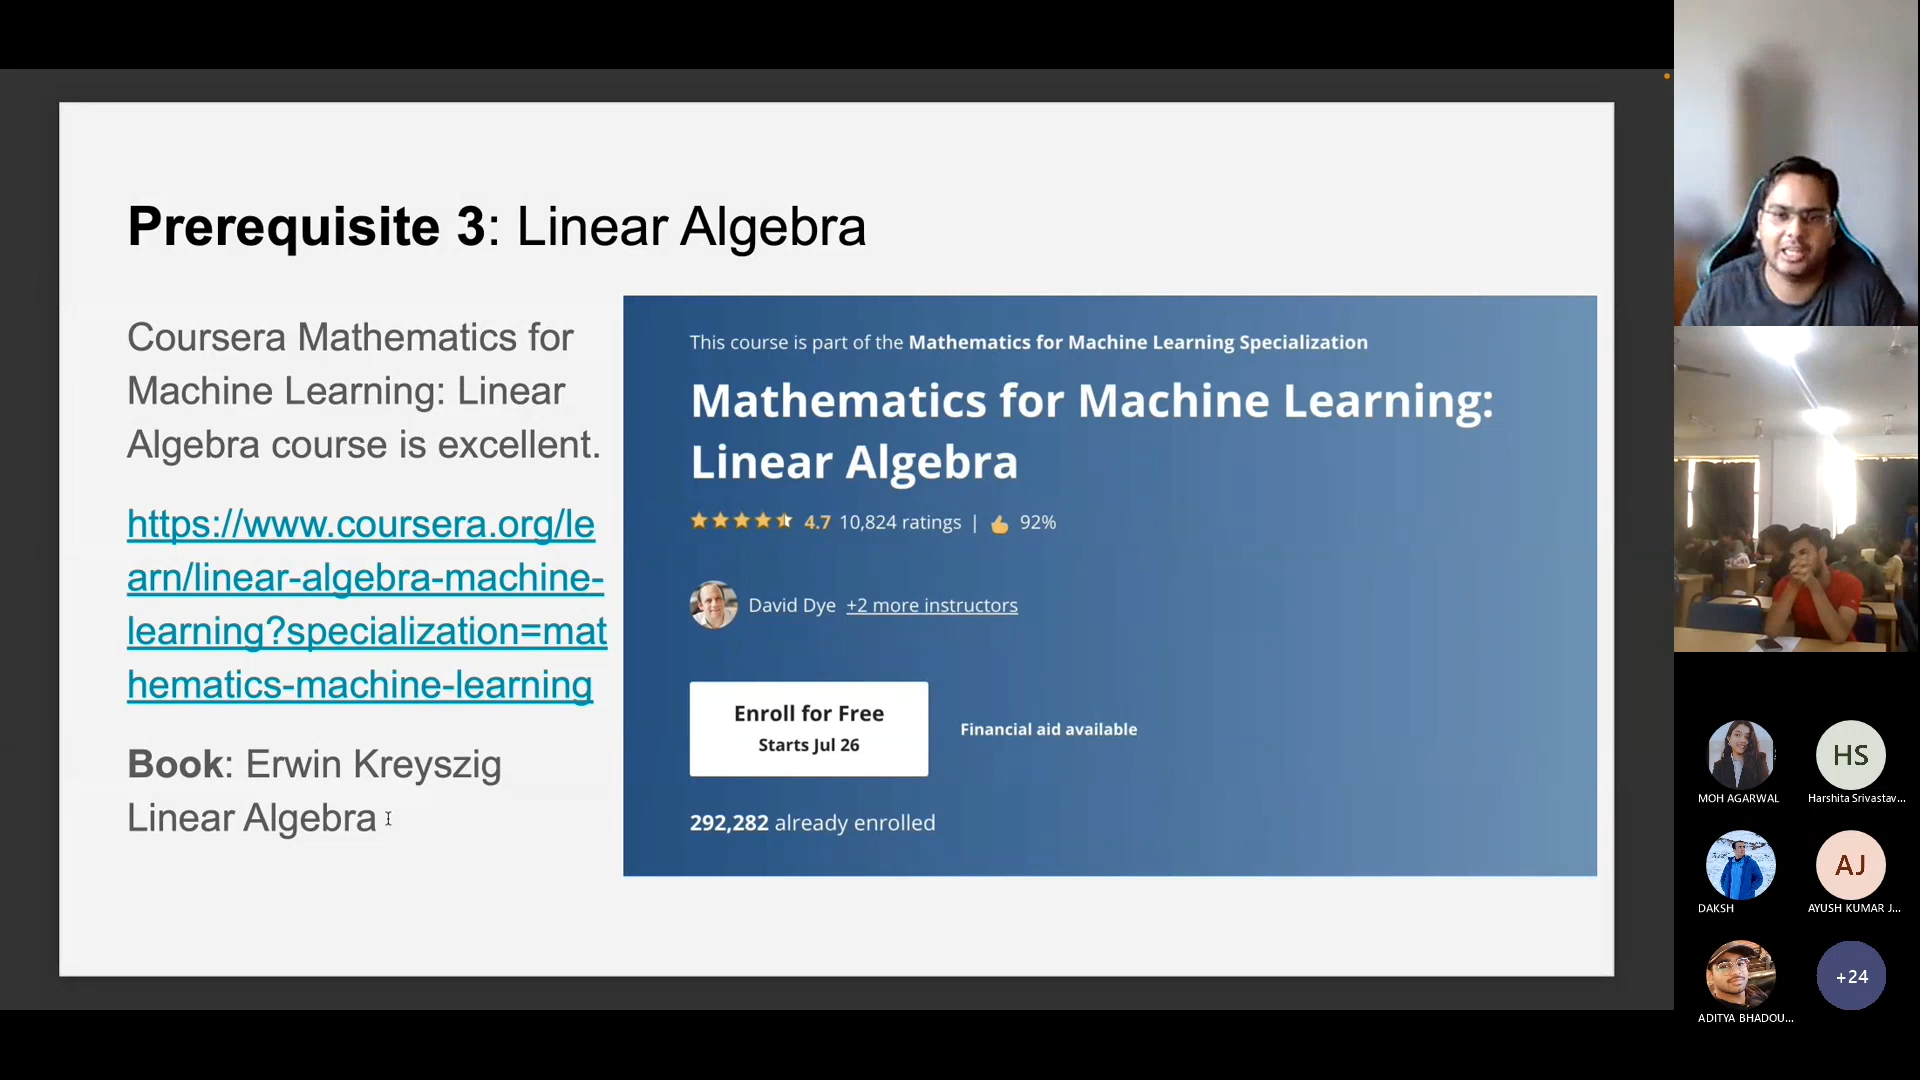 Prerequisite 3: Linear Algebra
Coursera Mathematics for
Machine Learning: Linear
Algebra course is excellent.
https://www.coursera.org/le
arn/linear-algebra-machine-
learning?specialization=mat
hematics-machine-learning
Book: Erwin Kreyszig
Linear Algebra
This course is part of the Mathematics for Machine Learning Specialization
Mathematics for Machine Learning:
Linear Algebra
4.7 10,824 ratings | 92%
David Dye +2 more instructors
Enroll for Free
Starts Jul 26
Financial aid available
292,282 already enrolled
MOH AGARWAL
HS
Harshita Srivastav...
DAKSH
AJ
AYUSH KUMAR J...
ADITYA BHADOU...
+24